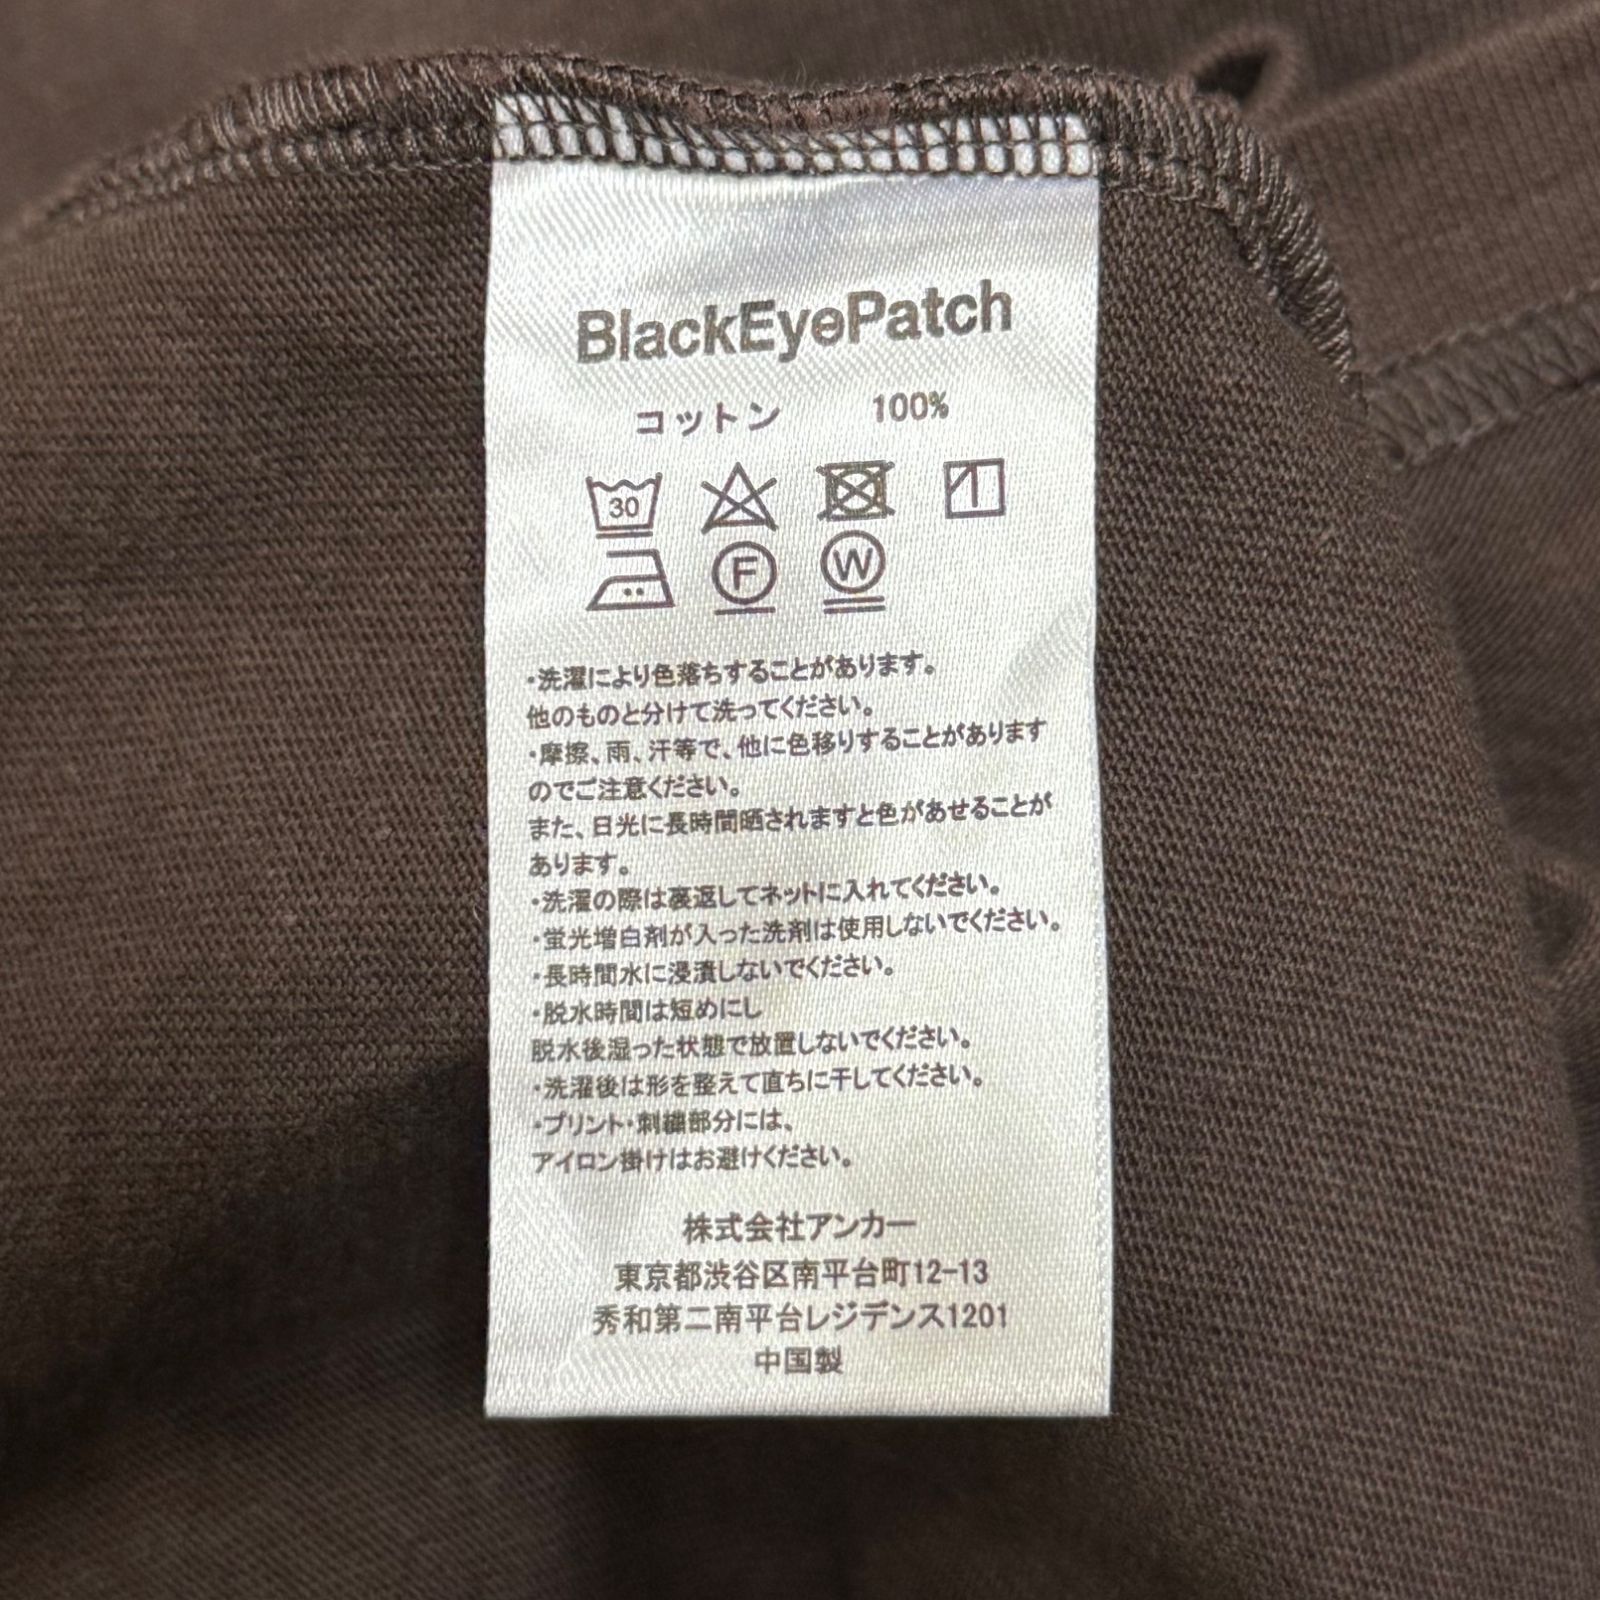 BlackEyePatch
コットン 100%
30
F W
・洗濯により色落ちすることがあります。
他のものと分けて洗ってください。
・摩擦、雨、汗等で、他に色移りすることがあります
のでご注意ください。
また、日光に長時間晒されますと色があせることが
あります。
・洗濯の際は裏返してネットに入れてください。
・蛍光増白剤が入った洗剤は使用しないでください。
・長時間水に浸漬しないでください。
・脱水時間は短めにし
脱水後湿った状態で放置しないでください。
・洗濯後は形を整えて直ちに干してください。
・プリント・刺繍部分には、
アイロン掛けはお避けください。
株式会社アンカー
東京都渋谷区南平台町12-13
秀和第二南平台レジデンス1201
中国製